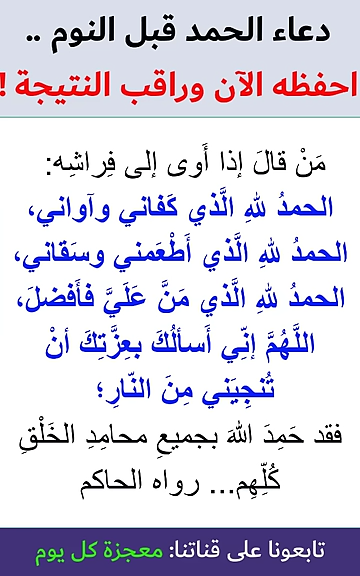 دعاء الحمد قبل النوم ..
احفظه الآن وراقب النتيجة !
مَنْ قالَ إذا أَوى إلى فِراشِه:
الحمدُ للهِ الَّذي كَفاني وآواني،
الحمدُ للهِ الَّذي أَطْعَمني وسَقاني،
الحمدُ للهِ الَّذي مَنَّ عَلَيَّ فأَفضلَ،
اللَّهُمَّ إنِّي أَسألُكَ بعِزَّتِكَ أنْ
تُنجِيَني مِنَ النّارِ؛
فقد حَمِدَ اللهَ بجميعِ محامِدِ الخَلْقِ
كُلِّهِم... رواه الحاكم
تابعونا على قناتنا: معجزة كل يوم